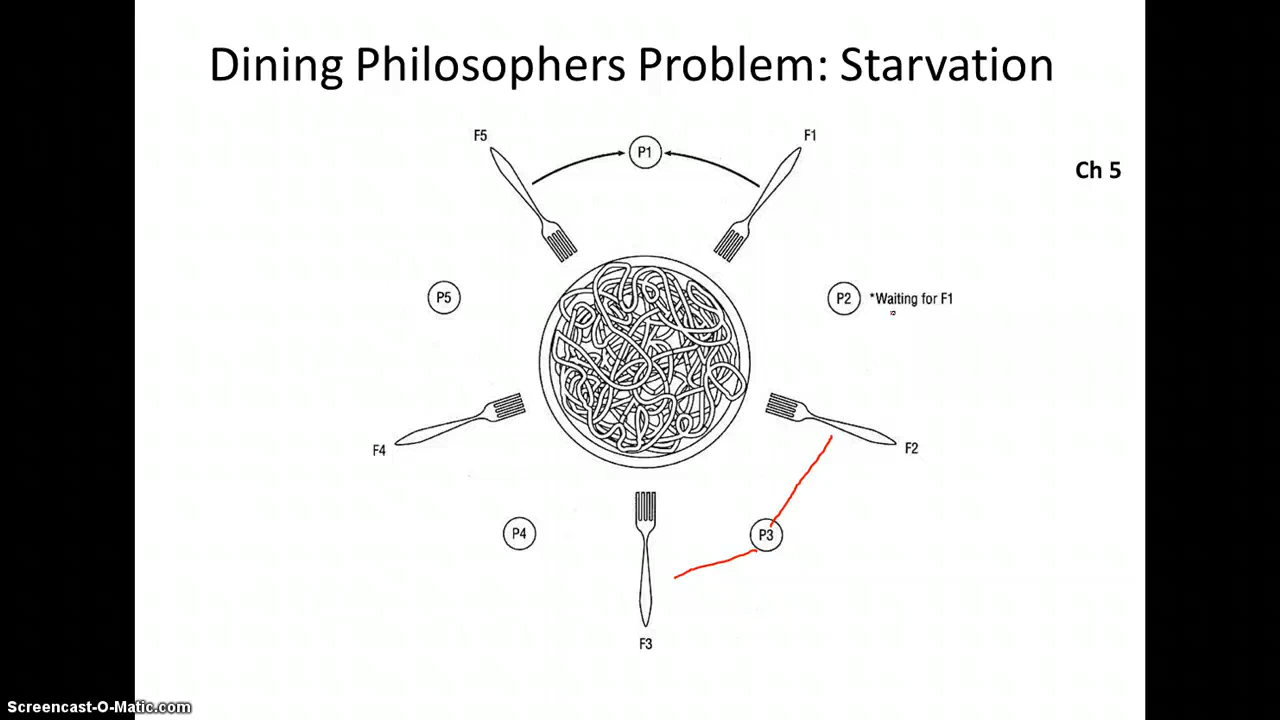 Dining Philosophers Problem: Starvation
F5
P1
F1
Ch 5
P5
P2 *Waiting for F1
F4
F2
P4
P3
F3
Screencast-O-Matic.com